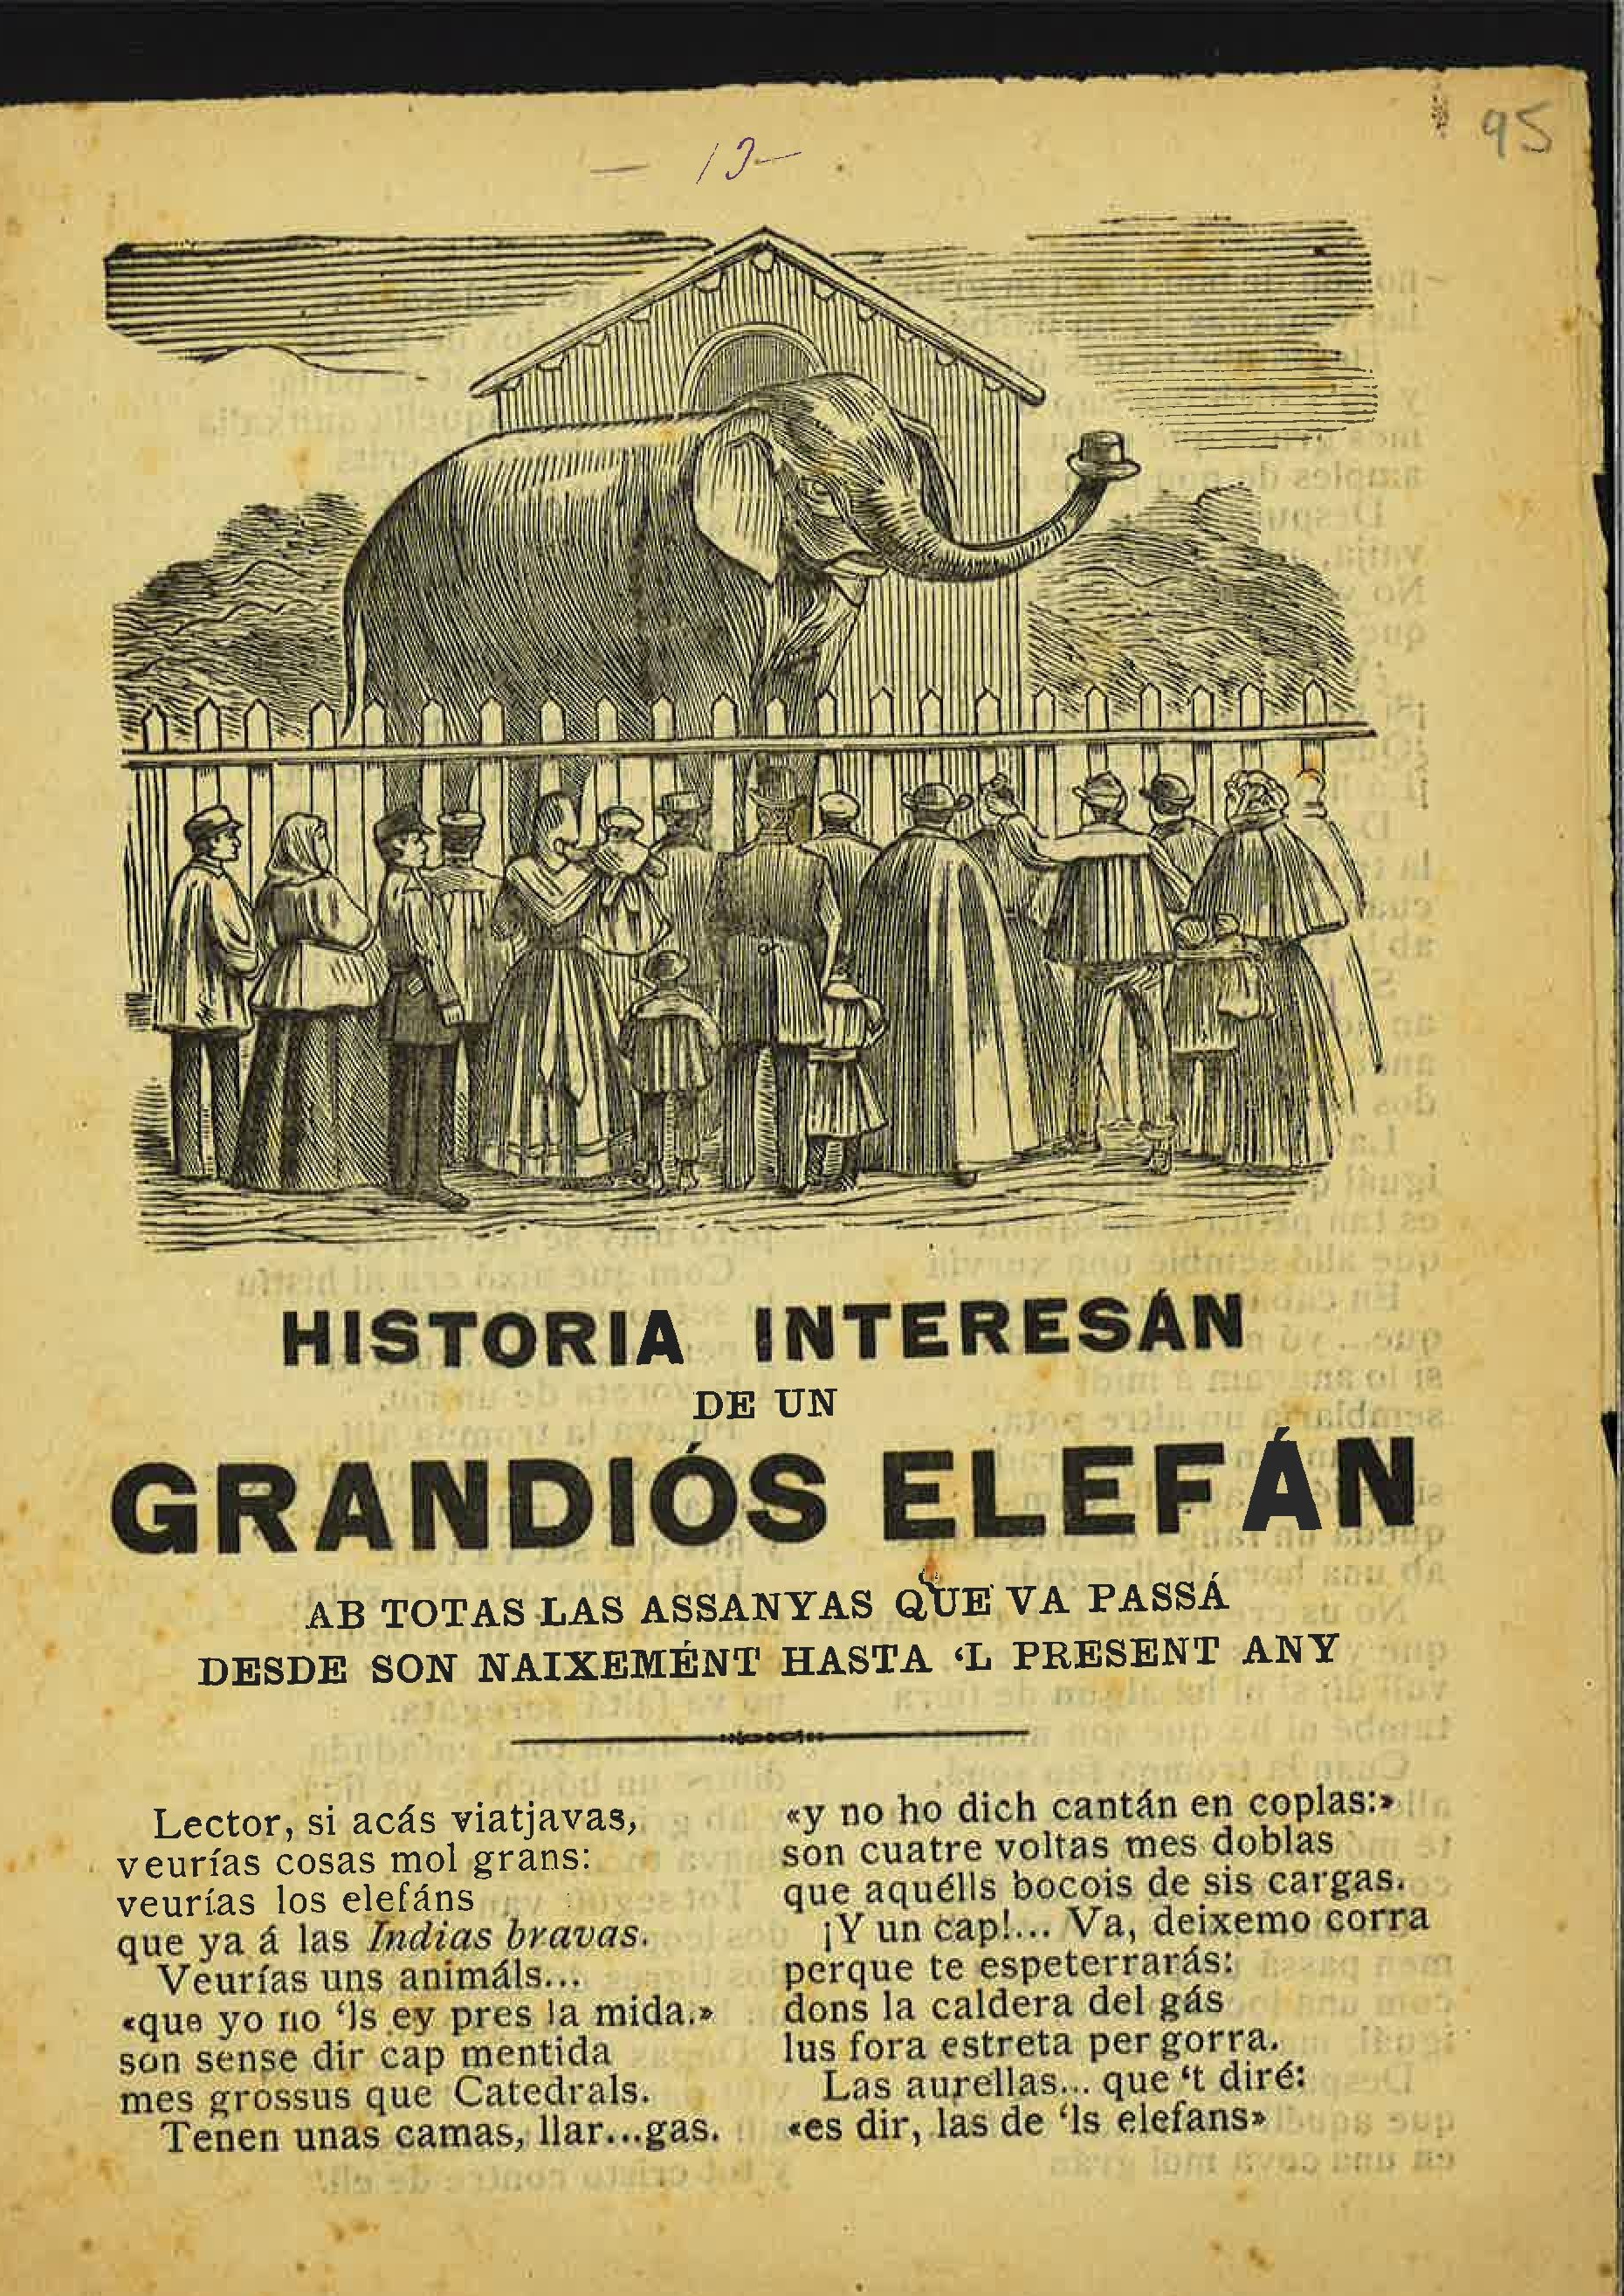 95
HISTORIA INTERESÁN
DE UN
GRANDIÓS ELEFÁN
AB TOTAS LAS ASSANYAS QUE VA PASSÁ
DESDE SON NAIXEMÉNT HASTA ‘L PRESENT ANY
Lector, si acás viatjavas,
veurías cosas mol grans:
veurías los elefáns
que ya á las Indias bravas.
Veurías uns animáls...
«que yo no ‘ls ey pres la mida.»
son sense dir cap mentida
mes grossus que Catedrals.
Tenen unas camas, llar...gas.
«y no ho dich cantán en coplas:»
son cuatre voltas mes doblas
que aquélls bocois de sis cargas.
¡Y un cap!... Va, deixemo corra
perque te espeterrarás:
dons la caldera del gás
lus fora estreta per gorra.
Las aurellas... que ‘t diré:
«es dir, las de ‘ls elefans»